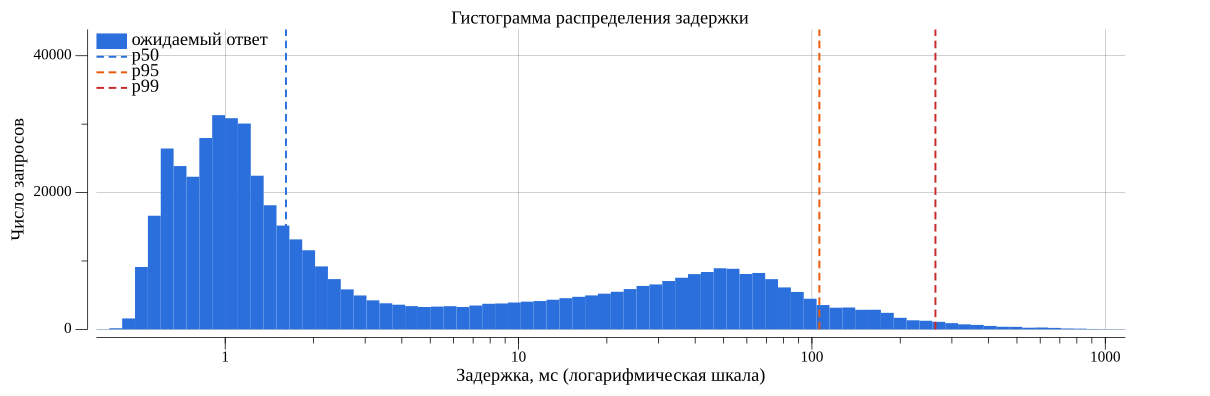 Гистограмма распределения задержки
ожидаемый ответ
p50
p95
p99
Число запросов
40000
20000
0
1
10
100
1000
Задержка, мс (логарифмическая шкала)